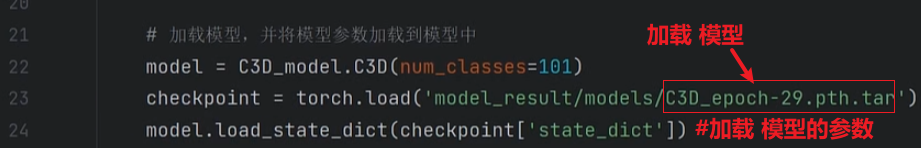 20
21 # 加载模型，并将模型参数加载到模型中
加载 模型
22 model = C3D_model.C3D(num_classes=101)
23 checkpoint = torch.load('model_result/models/C3D_epoch-29.pth.tar')
24 model.load_state_dict(checkpoint['state_dict']) #加载 模型的参数